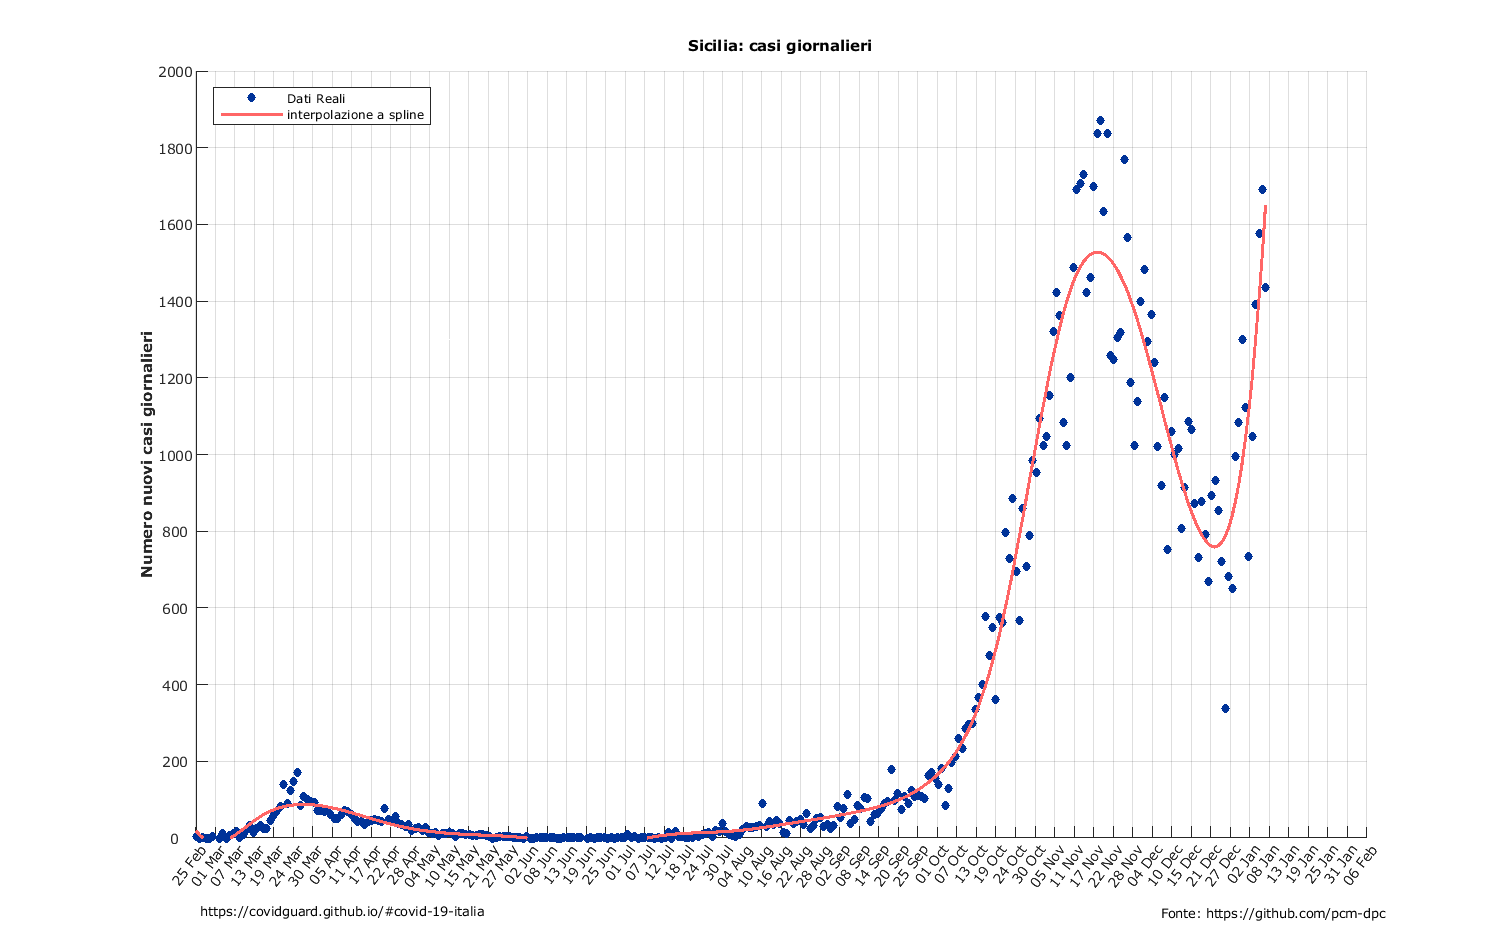 Sicilia: casi giornalieri
2000
1800
1600
1400
1200
1000
800
600
400
200
0
Numero nuovi casi giornalieri
Dati Reali
interpolazione a spline
25 Feb
01 Mar
07 Mar
13 Mar
19 Mar
24 Mar
30 Mar
05 Apr
11 Apr
17 Apr
22 Apr
28 Apr
04 May
10 May
15 May
21 May
27 May
02 Jun
08 Jun
13 Jun
19 Jun
25 Jun
01 Jul
07 Jul
12 Jul
18 Jul
24 Jul
30 Jul
04 Aug
10 Aug
16 Aug
22 Aug
28 Aug
02 Sep
08 Sep
14 Sep
20 Sep
25 Sep
01 Oct
07 Oct
13 Oct
19 Oct
24 Oct
30 Oct
05 Nov
11 Nov
17 Nov
22 Nov
28 Nov
04 Dec
10 Dec
15 Dec
21 Dec
27 Dec
02 Jan
08 Jan
13 Jan
19 Jan
25 Jan
31 Jan
06 Feb
https://covidguard.github.io/#covid-19-italia
Fonte: https://github.com/pcm-dpc